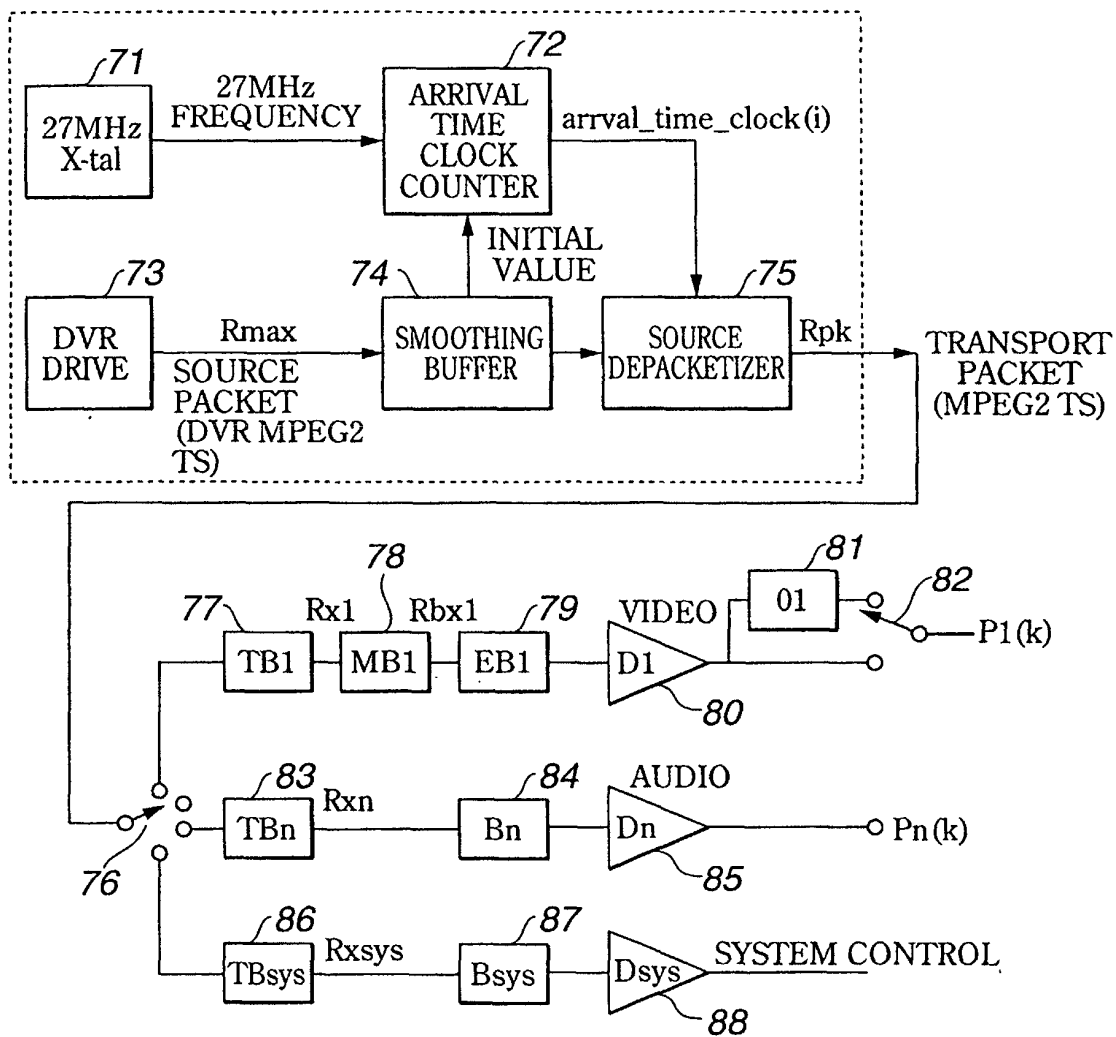 71
27MHz
X-tal
27MHz
FREQUENCY
72
ARRIVAL
TIME
CLOCK
COUNTER
arrval_time_clock(i)
INITIAL
VALUE
73
DVR
DRIVE
Rmax
SOURCE
PACKET
(DVR MPEG2
TS)
74
SMOOTHING
BUFFER
75
SOURCE
DEPACKETIZER
Rpk
TRANSPORT
PACKET
(MPEG2 TS)
76
77
TB1
Rx1
78
MB1
Rbx1
79
EB1
VIDEO
D1
80
81
01
82
P1(k)
83
TBn
Rxn
84
Bn
AUDIO
Dn
85
Pn(k)
86
TBsys
Rxsys
87
Bsys
Dsys
88
SYSTEM CONTROL